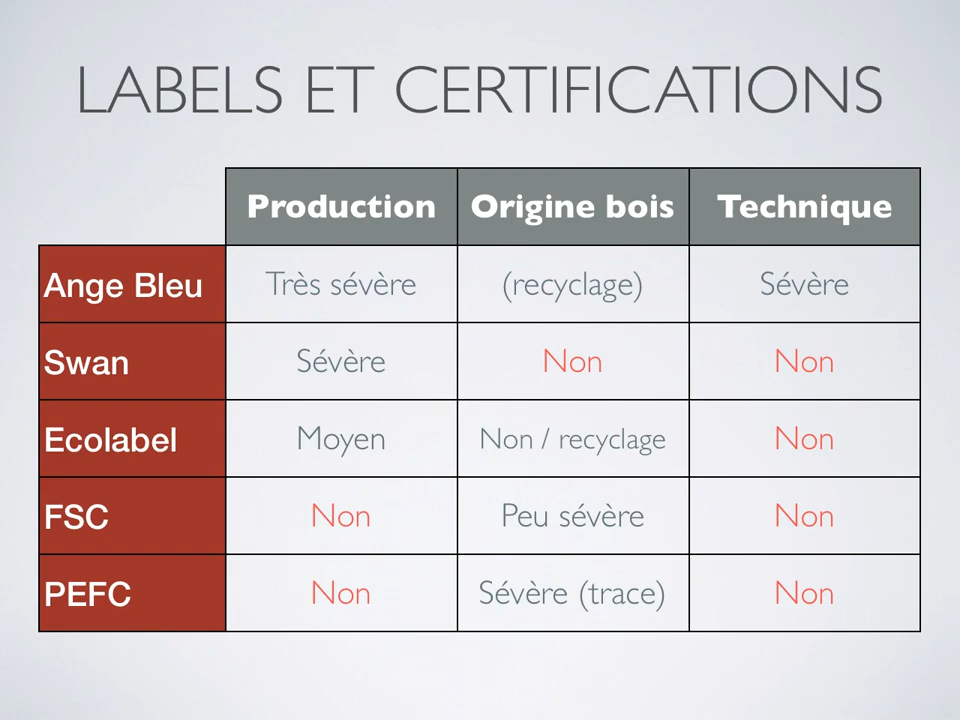 LABELS ET CERTIFICATIONS
Production Origine bois Technique
Ange Bleu Très sévère (recyclage) Sévère
Swan Sévère Non Non
Ecolabel Moyen Non / recyclage Non
FSC Non Peu sévère Non
PEFC Non Sévère (trace) Non